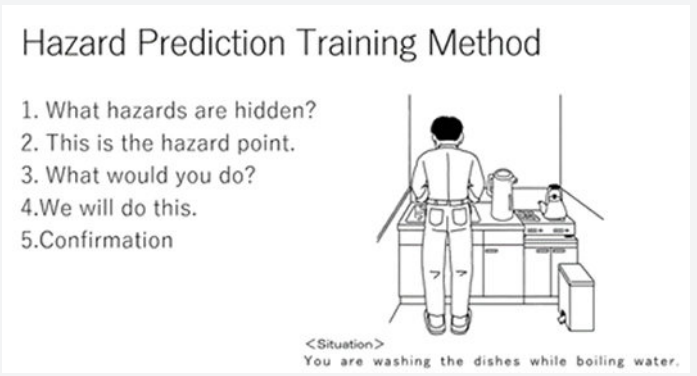 Hazard Prediction Training Method
1. What hazards are hidden?
2. This is the hazard point.
3. What would you do?
4.We will do this.
5.Confirmation
<Situation>
You are washing the dishes while boiling water.